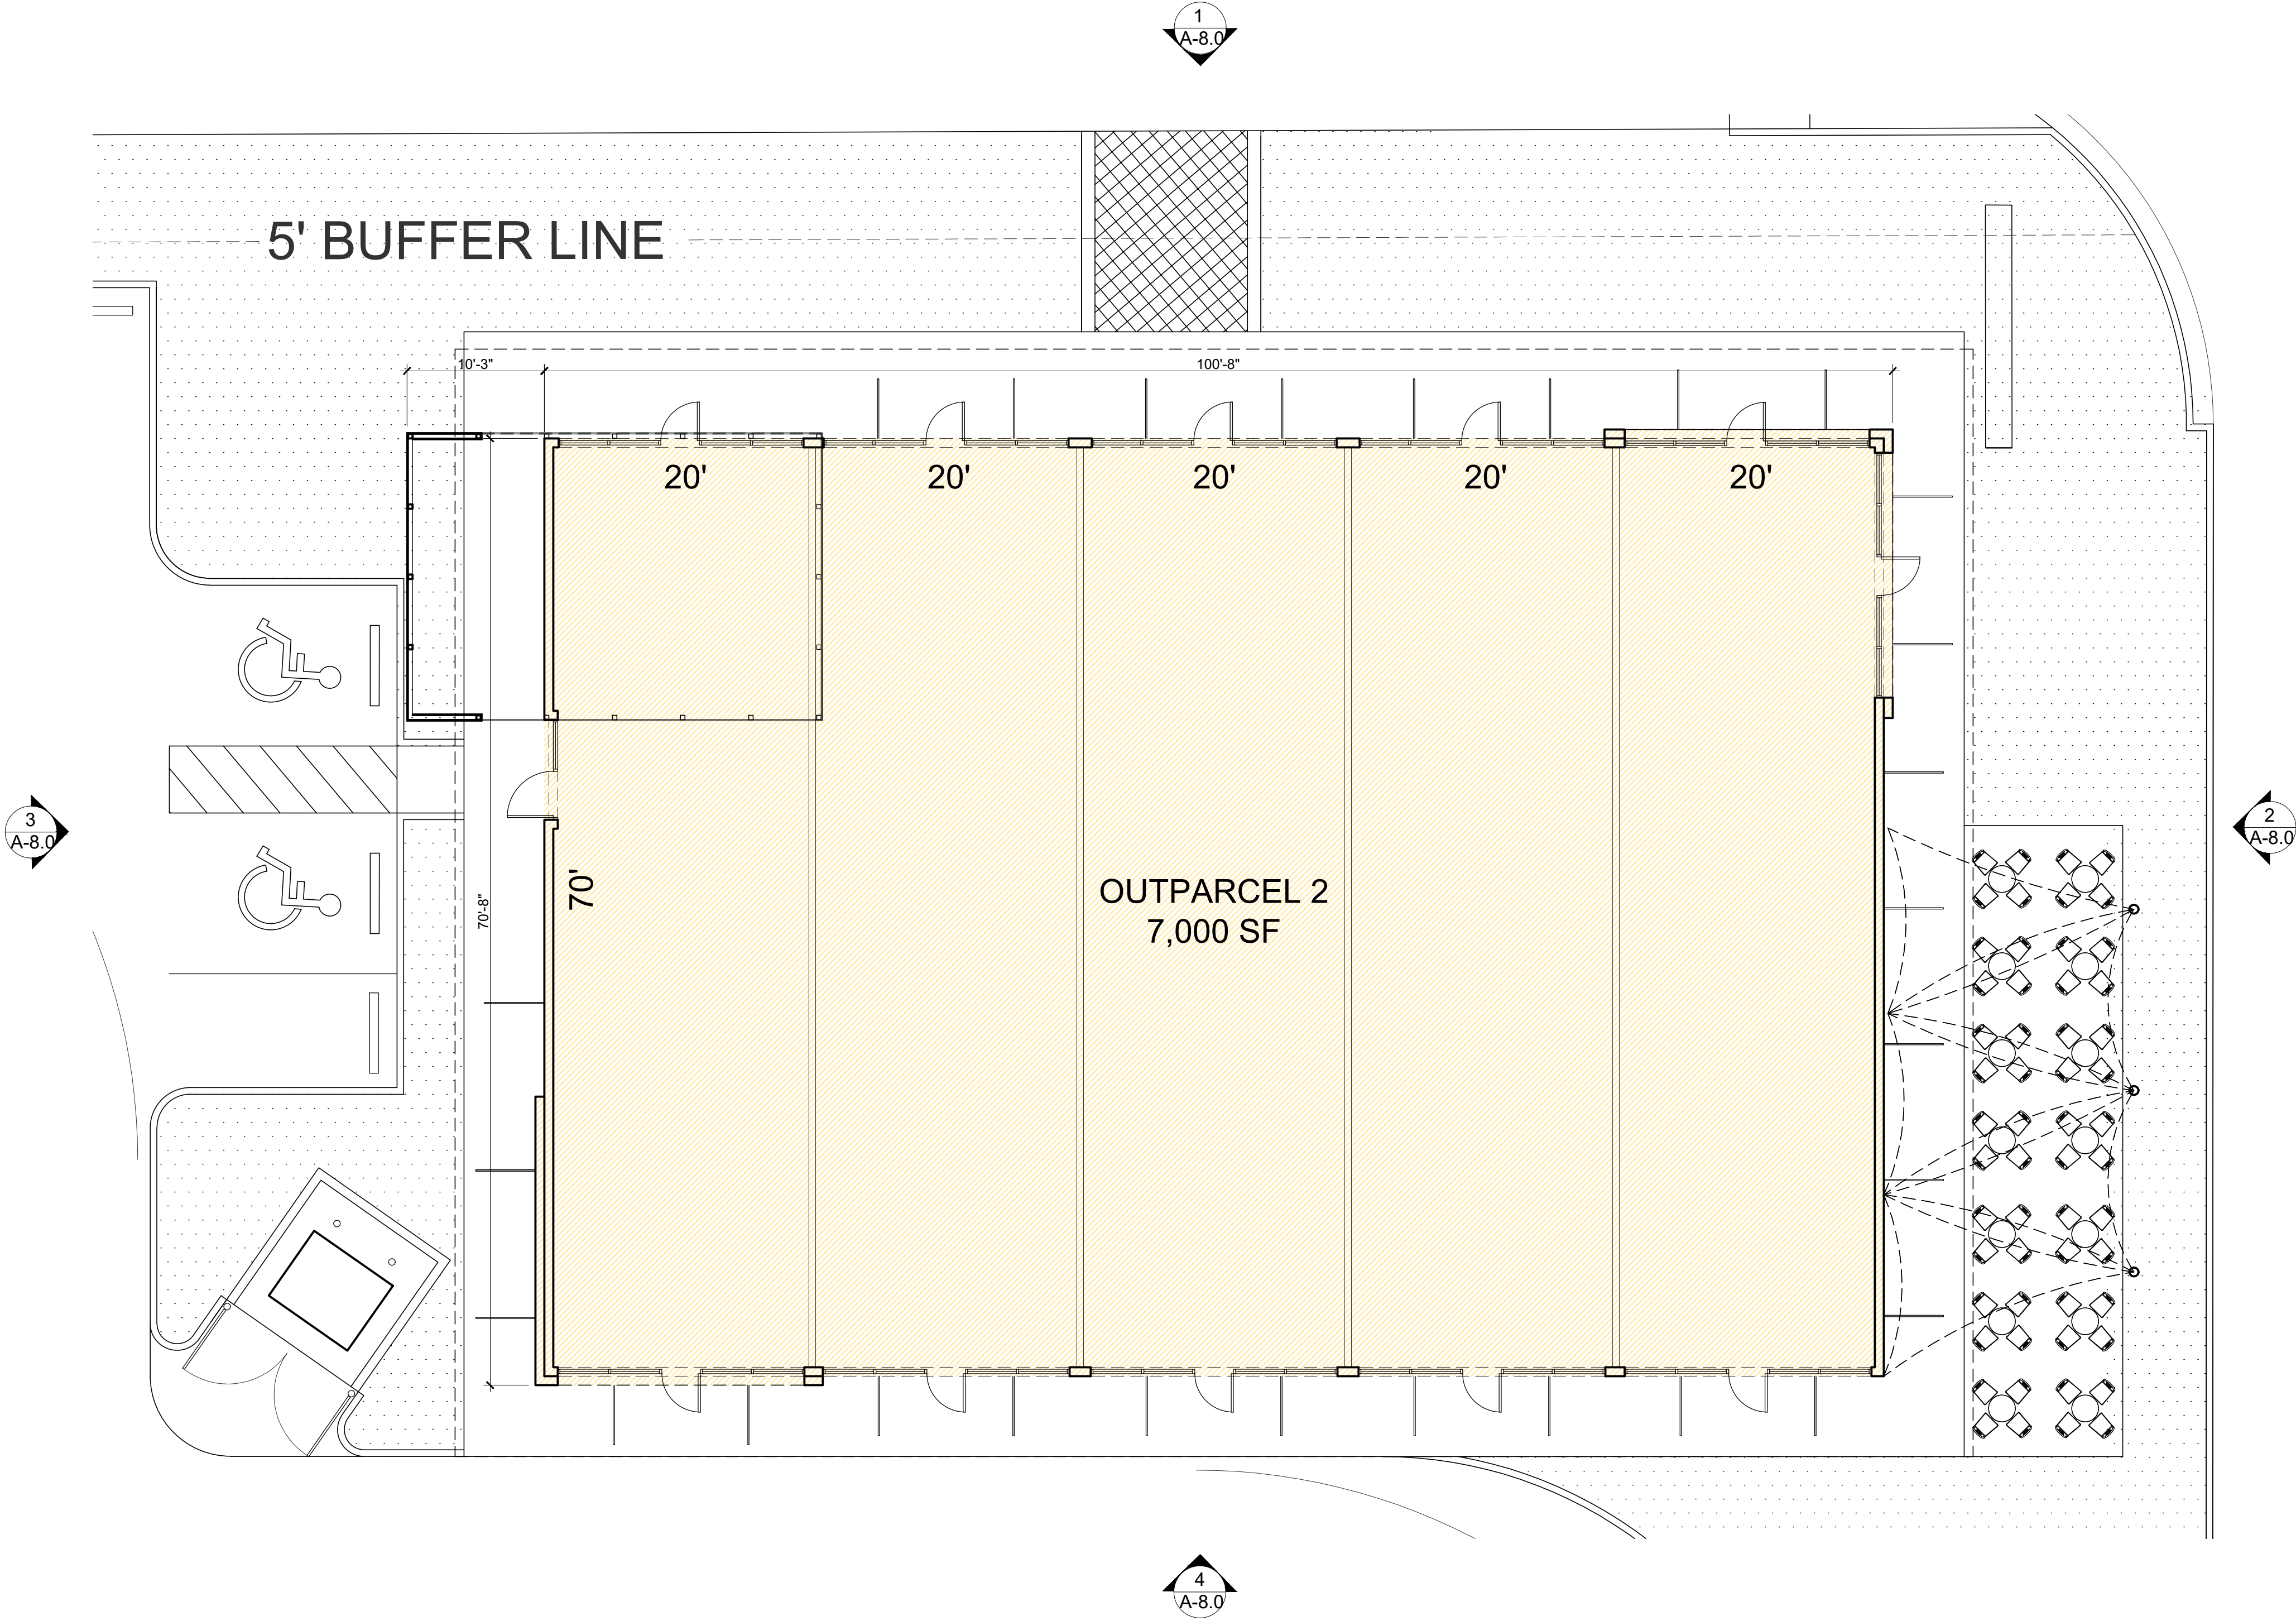 1
A-8.0
5' BUFFER LINE
10'-3"
100'-8"
20'
20'
20'
20'
20'
3
A-8.0
2
A-8.0
70'
70'-8"
OUTPARCEL 2
7,000 SF
4
A-8.0